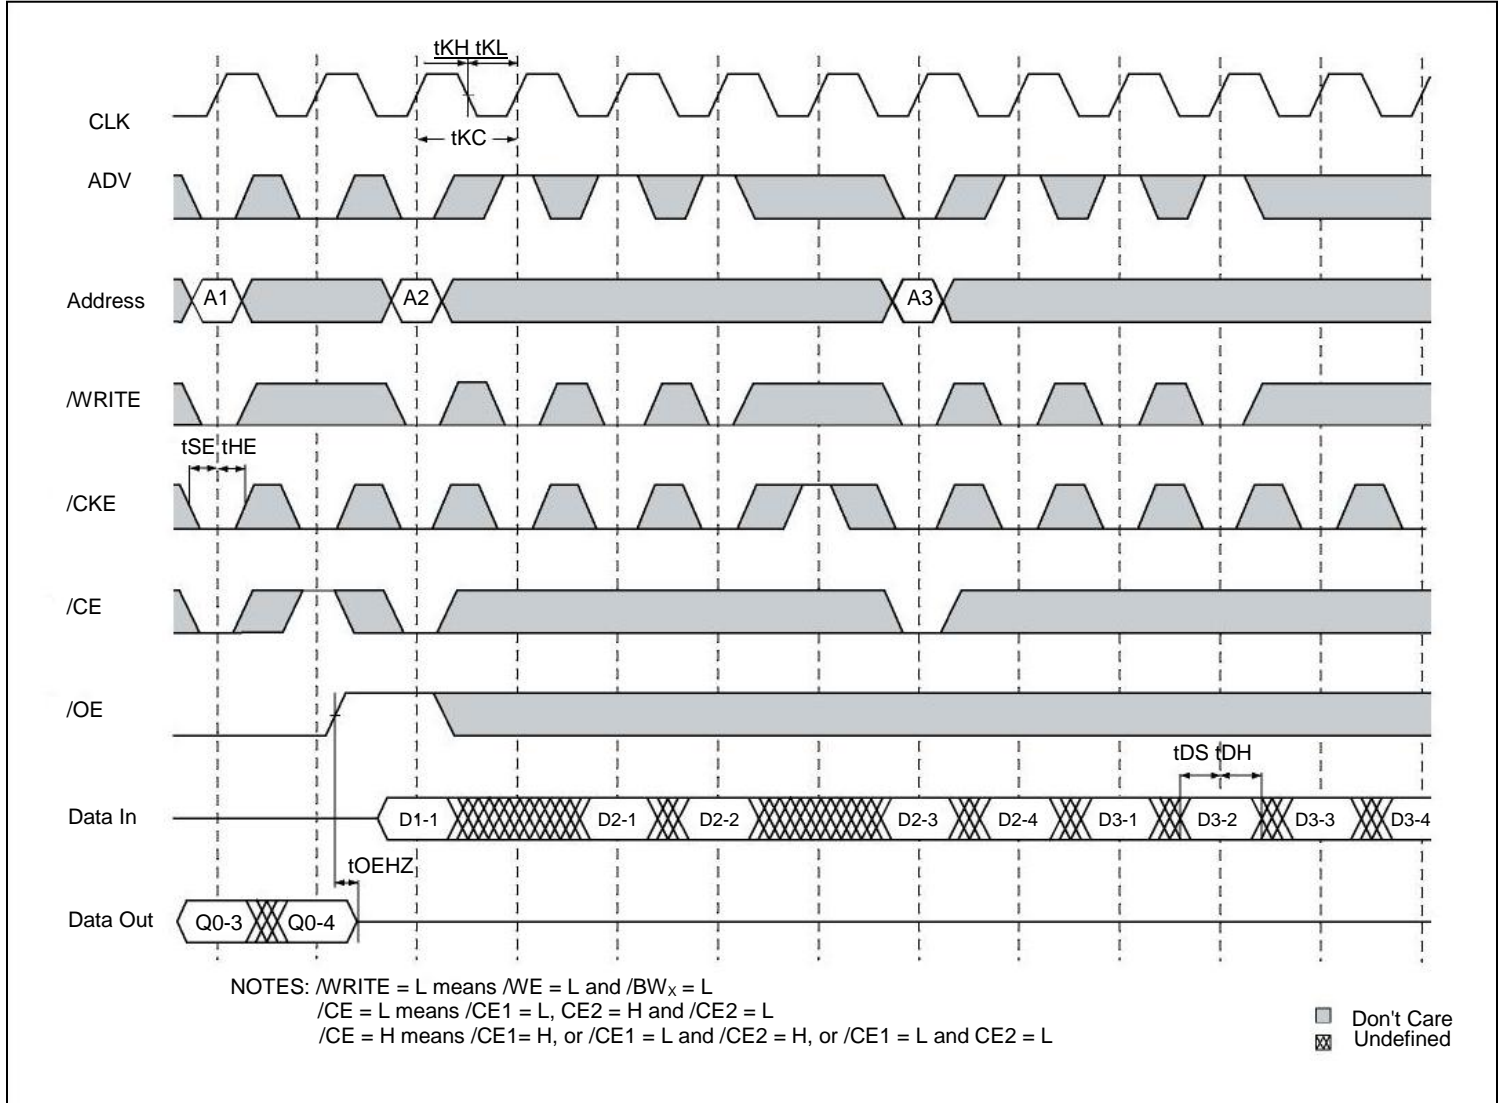 tKH tKL
CLK
tKC
ADV
Address
A1
A2
A3
/WRITE
tSE tHE
/CKE
/CE
/OE
tDS tDH
Data In
D1-1
D2-1
D2-2
D2-3
D2-4
D3-1
D3-2
D3-3
D3-4
tOEHZ
Data Out
Q0-3
Q0-4
NOTES: /WRITE = L means /WE = L and /BWX = L
/CE = L means /CE1 = L, CE2 = H and /CE2 = L
/CE = H means /CE1= H, or /CE1 = L and /CE2 = H, or /CE1 = L and CE2 = L
Don't Care
Undefined